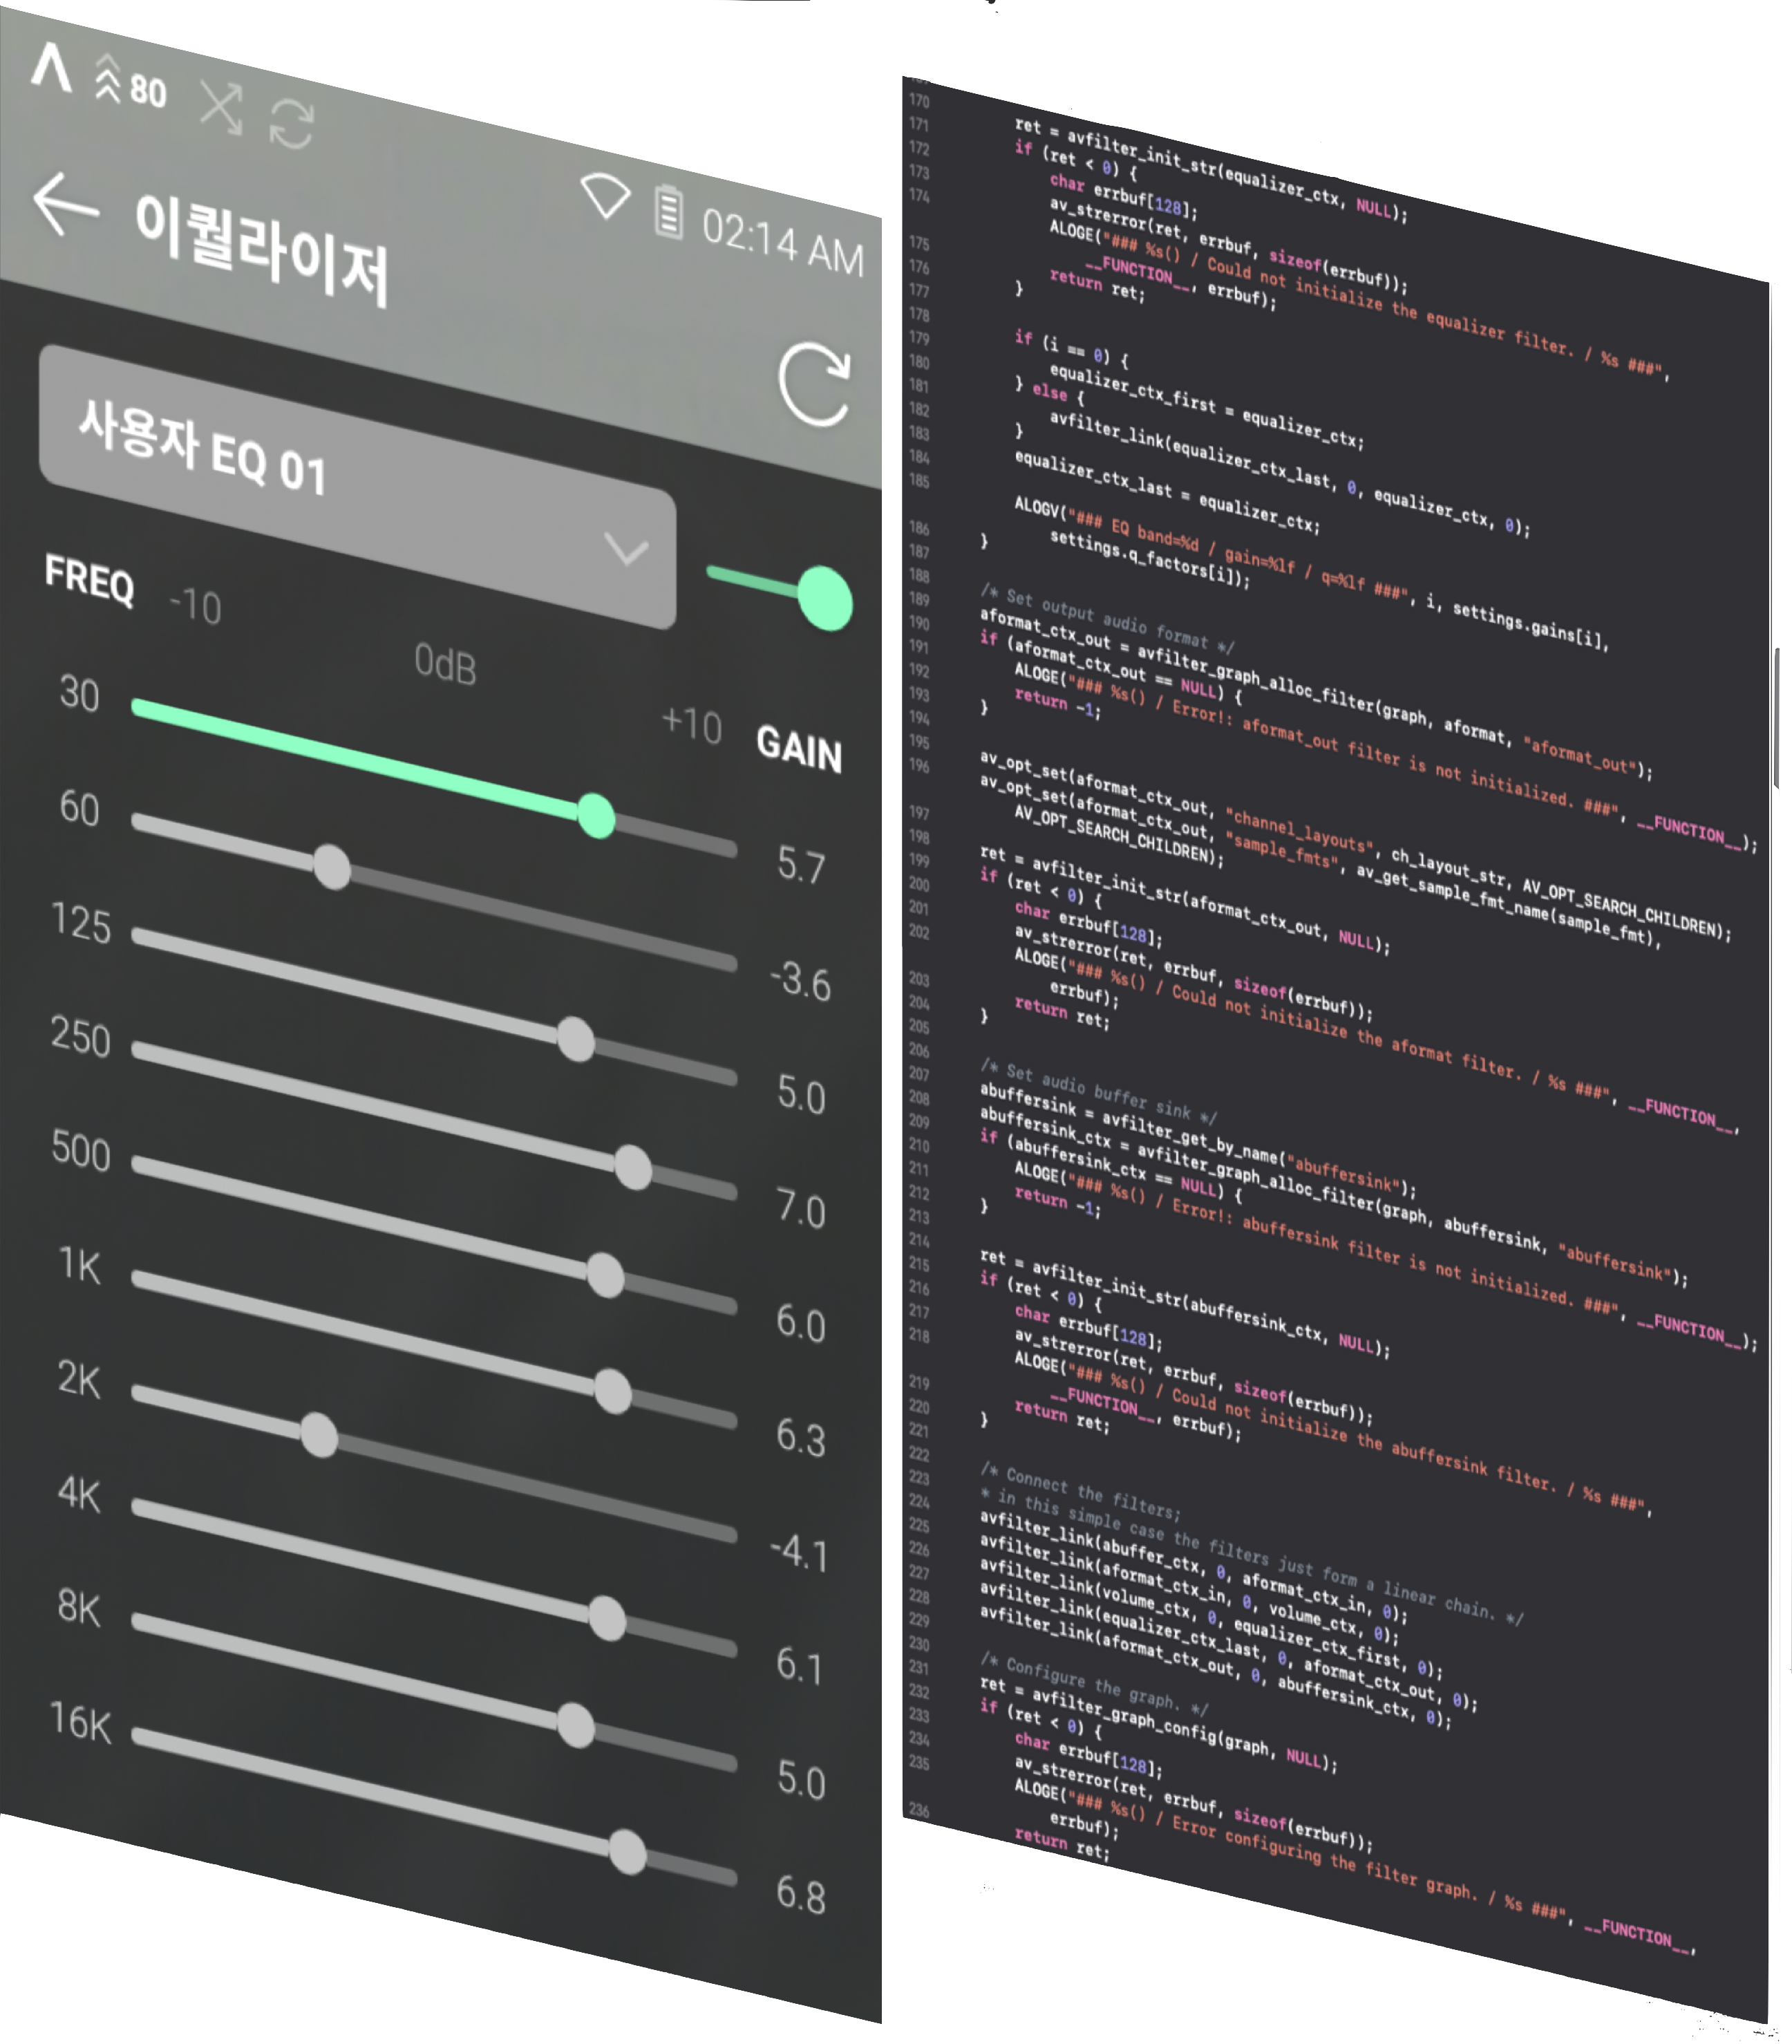 80
02:14 AM
이퀄라이저
사용자 EQ 01
FREQ -10 0dB +10 GAIN
30 5.7
60 -3.6
125 5.0
250 7.0
500 6.0
1K 6.3
2K -4.1
4K 6.1
8K 5.0
16K 6.8
170
171 ret = avfilter_init_str(equalizer_ctx, NULL);
172 if (ret < 0) {
173 char errbuf[128];
174 av_strerror(ret, errbuf, sizeof(errbuf));
ALOGE("### %s() / Could not initialize the equalizer filter. / %s ###",
175 __FUNCTION__, errbuf);
176 return ret;
177 }
178
179 if (i == 0) {
180 equalizer_ctx_first = equalizer_ctx;
181 } else {
182 avfilter_link(equalizer_ctx_last, 0, equalizer_ctx, 0);
183 }
184 equalizer_ctx_last = equalizer_ctx;
185
ALOGV("### EQ band=%d / gain=%lf / q=%lf ###", i, settings.gains[i],
186 settings.q_factors[i]);
187 }
188
189 /* Set output audio format */
190 aformat_ctx_out = avfilter_graph_alloc_filter(graph, aformat, "aformat_out");
191 if (aformat_ctx_out == NULL) {
192 ALOGE("### %s() / Error!: aformat_out filter is not initialized. ###", __FUNCTION__);
193 return -1;
194 }
195
196 av_opt_set(aformat_ctx_out, "channel_layouts", ch_layout_str, AV_OPT_SEARCH_CHILDREN);
av_opt_set(aformat_ctx_out, "sample_fmts", av_get_sample_fmt_name(sample_fmt),
197 AV_OPT_SEARCH_CHILDREN);
198
199 ret = avfilter_init_str(aformat_ctx_out, NULL);
200 if (ret < 0) {
201 char errbuf[128];
202 av_strerror(ret, errbuf, sizeof(errbuf));
ALOGE("### %s() / Could not initialize the aformat filter. / %s ###", __FUNCTION__,
203 errbuf);
204 return ret;
205 }
206
207 /* Set audio buffer sink */
208 abuffersink = avfilter_get_by_name("abuffersink");
209 abuffersink_ctx = avfilter_graph_alloc_filter(graph, abuffersink, "abuffersink");
210 if (abuffersink_ctx == NULL) {
211 ALOGE("### %s() / Error!: abuffersink filter is not initialized. ###", __FUNCTION__);
212 return -1;
213 }
214
215 ret = avfilter_init_str(abuffersink_ctx, NULL);
216 if (ret < 0) {
217 char errbuf[128];
218 av_strerror(ret, errbuf, sizeof(errbuf));
ALOGE("### %s() / Could not initialize the abuffersink filter. / %s ###",
219 __FUNCTION__, errbuf);
220 return ret;
221 }
222
223 /* Connect the filters;
224 * in this simple case the filters just form a linear chain. */
225 avfilter_link(abuffer_ctx, 0, aformat_ctx_in, 0);
226 avfilter_link(aformat_ctx_in, 0, volume_ctx, 0);
227 avfilter_link(volume_ctx, 0, equalizer_ctx_first, 0);
228 avfilter_link(equalizer_ctx_last, 0, aformat_ctx_out, 0);
229 avfilter_link(aformat_ctx_out, 0, abuffersink_ctx, 0);
230
231 /* Configure the graph. */
232 ret = avfilter_graph_config(graph, NULL);
233 if (ret < 0) {
234 char errbuf[128];
235 av_strerror(ret, errbuf, sizeof(errbuf));
ALOGE("### %s() / Error configuring the filter graph. / %s ###", __FUNCTION__,
236 errbuf);
return ret;